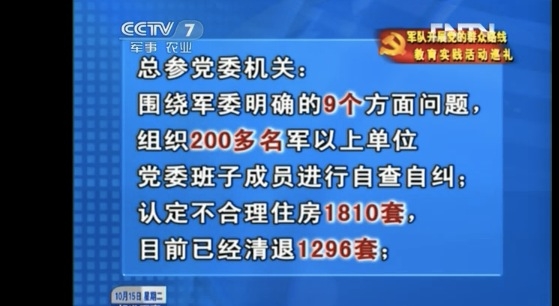 CCTV 7
军事 农业
CNTV
军队开展党的群众路线
教育实践活动巡礼
总参党委机关：
围绕军委明确的9个方面问题，
组织200多名军以上单位
党委班子成员进行自查自纠；
认定不合理住房1810套，
目前已经清退1296套；
10月15日 星期二